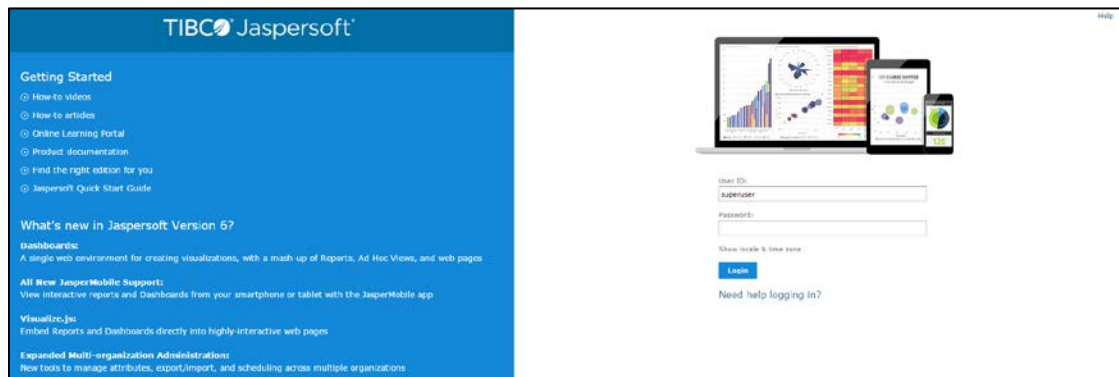 TIBCO Jaspersoft
Getting Started
How-to videos
How-to articles
Online Learning Portal
Product documentation
Find the right edition for you
Jaspersoft Quick Start Guide
What's new in Jaspersoft Version 6?
Dashboards:
A single web environment for creating visualizations, with a mash-up of Reports, Ad Hoc Views, and web pages
All New JasperMobile Support:
View interactive reports and Dashboards from your smartphone or tablet with the JasperMobile app
Visualize.js:
Embed Reports and Dashboards directly into highly-interactive web pages
Expanded Multi-organization Administration:
New tools to manage attributes, export/import, and scheduling across multiple organizations
Help
120
User ID:
superuser
Password:
Show locale & time zone
Login
Need help logging in?